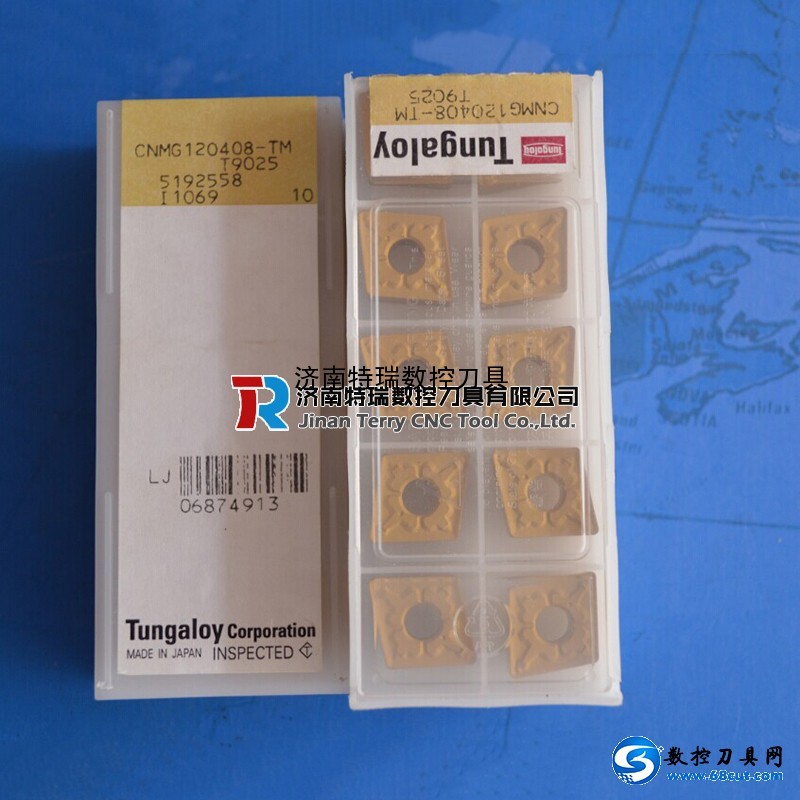 CNMG120408-TM
T9025
5192558
I1069 10
LJ
06874913
Tungaloy Corporation
MADE IN JAPAN INSPECTED
CNMG120408-TM
T9025
Tungaloy
Tungaloy
济南特瑞数控刀具
TR
济南特瑞数控刀具有限公司
Jinan Terry CNC Tool Co.,Ltd.
Halifax
数控刀具网
www.68cut.com